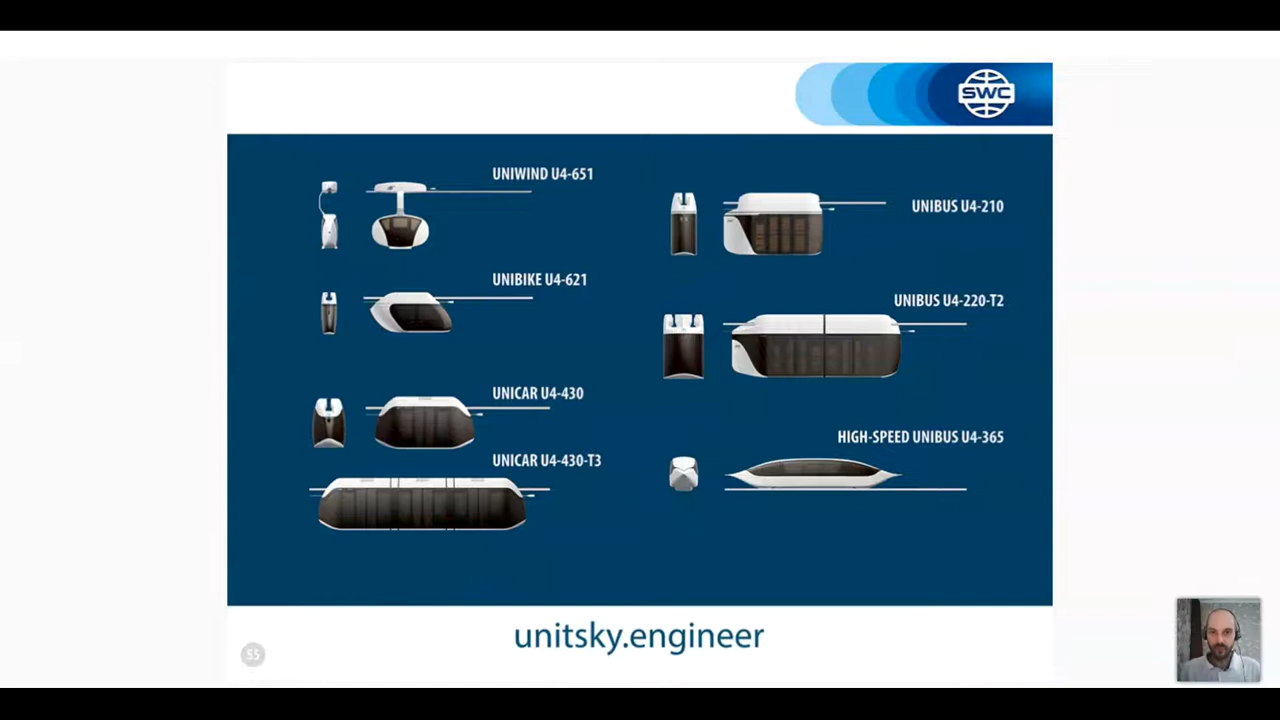 SWC
UNIWIND U4-651
UNIBIKE U4-621
UNICAR U4-430
UNICAR U4-430-T3
UNIBUS U4-210
UNIBUS U4-220-T2
HIGH-SPEED UNIBUS U4-365
unitsky.engineer
55